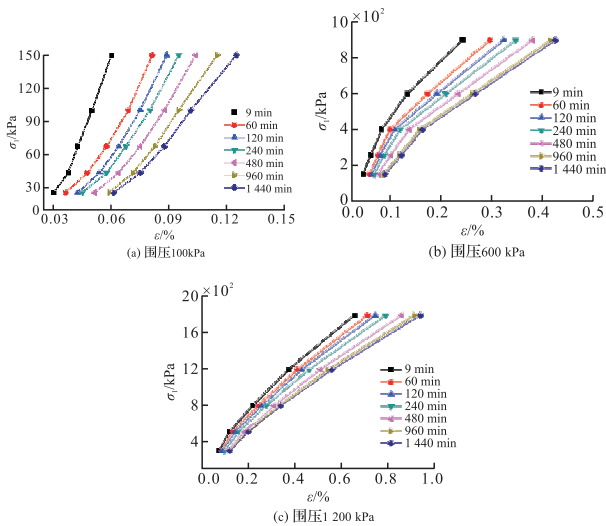 150
120
90
60
30
0.03
0.06
0.09
0.12
0.15
σᵢ/kPa
ε/%
9 min
60 min
120 min
240 min
480 min
960 min
1 440 min
(a) 围压100kPa
10 × 10²
8
6
4
2
0
0.0
0.1
0.2
0.3
0.4
0.5
σᵢ/kPa
ε/%
9 min
60 min
120 min
240 min
480 min
960 min
1 440 min
(b) 围压600 kPa
20 × 10²
16
12
8
4
0.0
0.2
0.4
0.6
0.8
1.0
σᵢ/kPa
ε/%
9 min
60 min
120 min
240 min
480 min
960 min
1 440 min
(c) 围压1 200 kPa